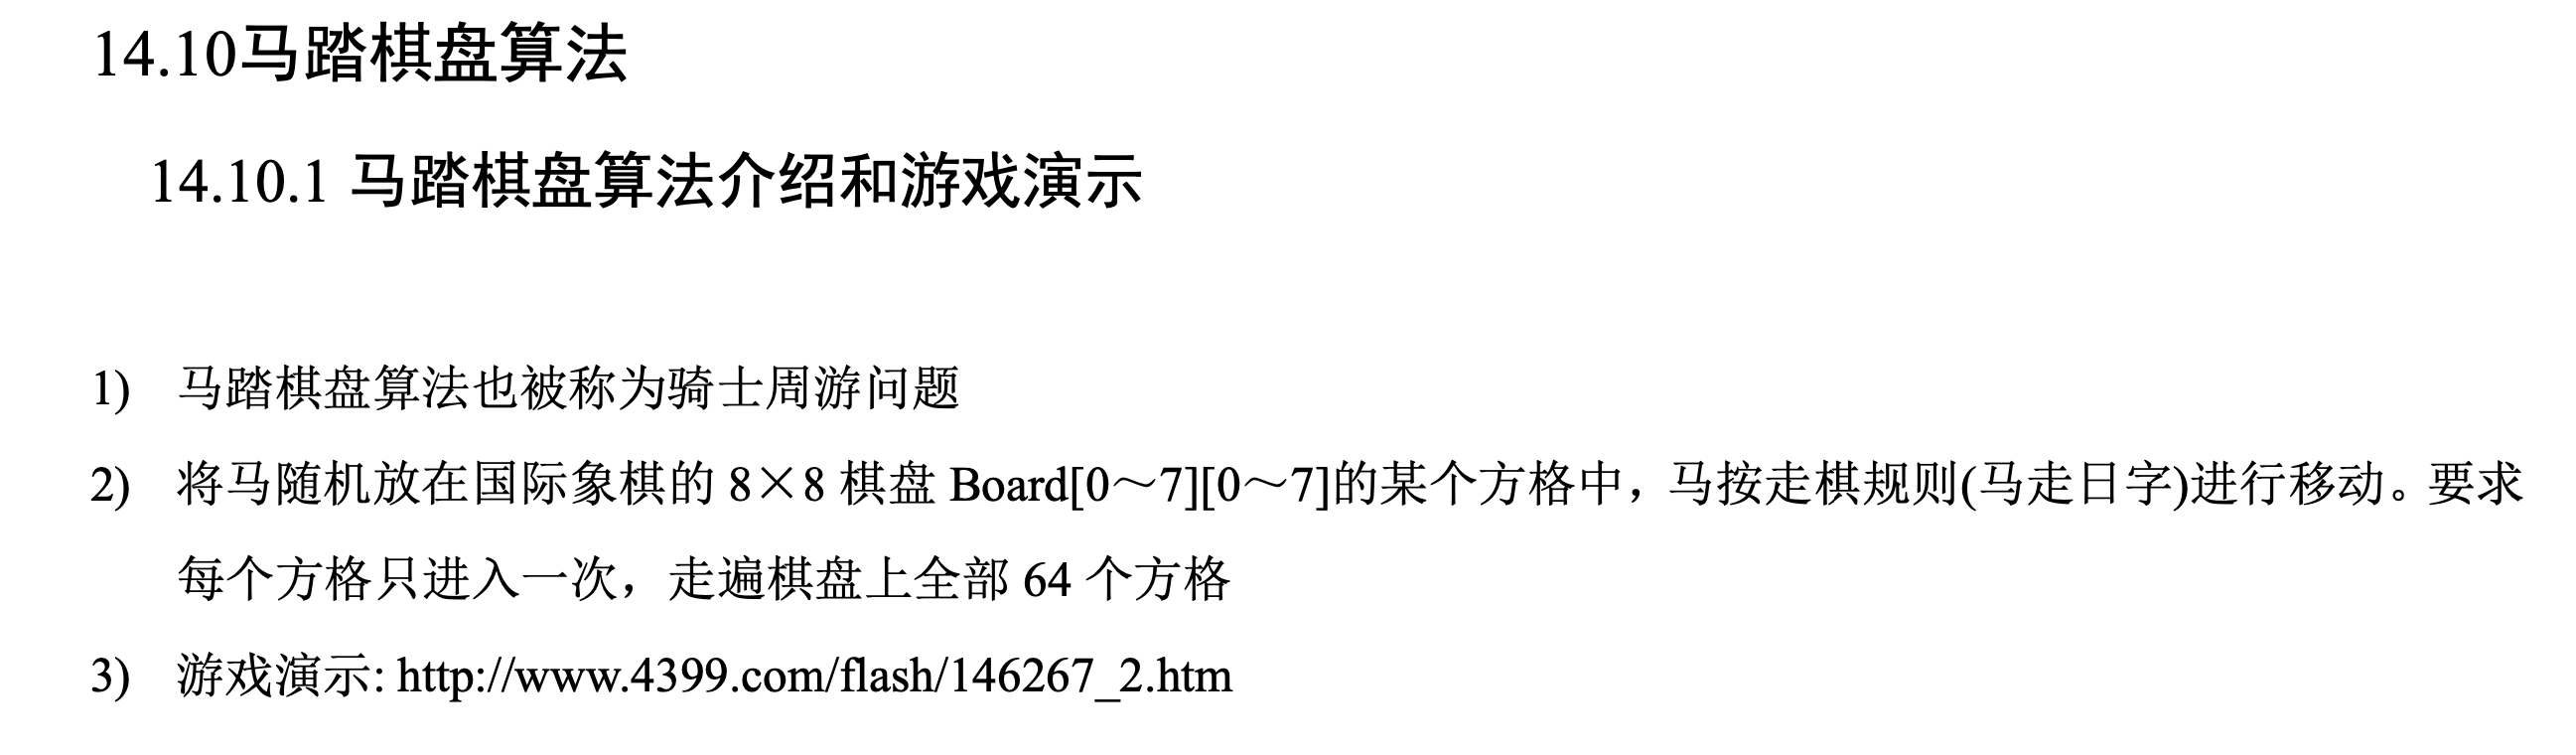 14.10马踏棋盘算法
14.10.1 马踏棋盘算法介绍和游戏演示
1) 马踏棋盘算法也被称为骑士周游问题
2) 将马随机放在国际象棋的 8×8 棋盘 Board[0～7][0～7]的某个方格中，马按走棋规则(马走日字)进行移动。要求
每个方格只进入一次，走遍棋盘上全部 64 个方格
3) 游戏演示: http://www.4399.com/flash/146267_2.htm